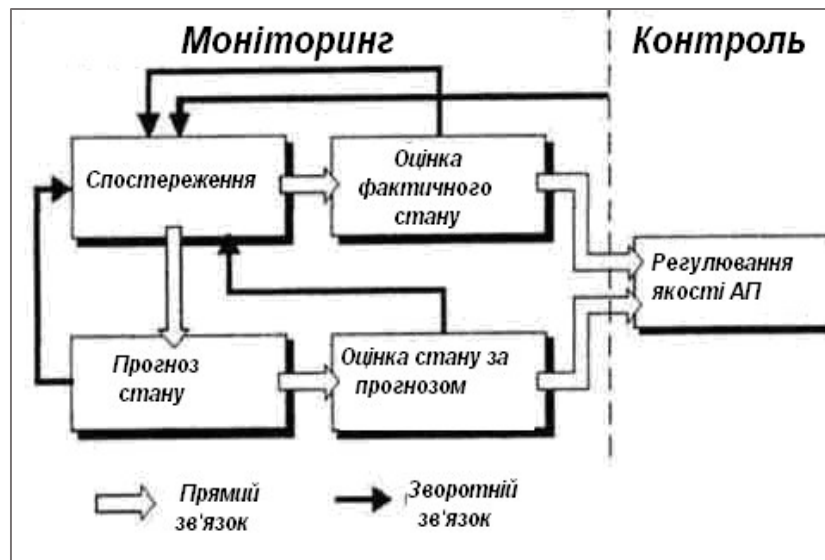 Моніторинг
Контроль
Спостереження
Оцінка
фактичного
стану
Регулювання
якості АП
Прогноз
стану
Оцінка стану за
прогнозом
Прямий
зв'язок
Зворотній
зв'язок